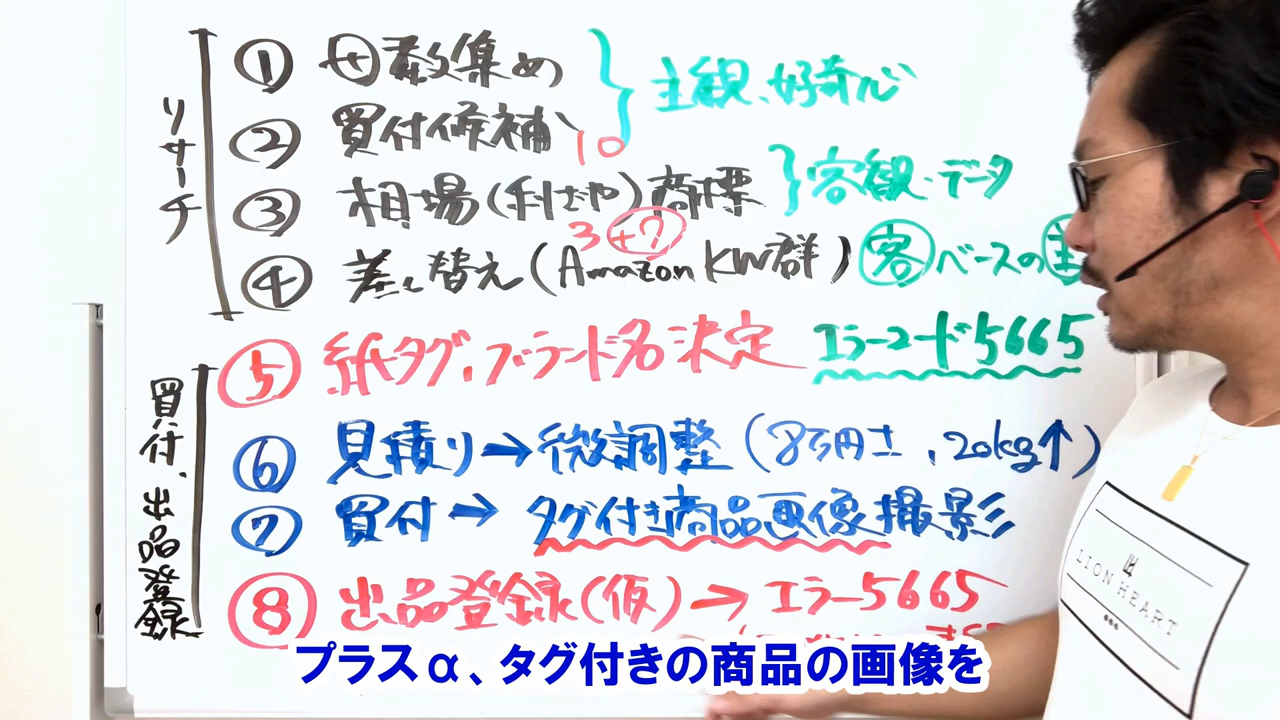 リサーチ
① 母数集め
② 買付候補
10
主観、好奇心
③ 相場(利ざや)商標
客観・データ
3 +7
④ 差し替え(Amazon KW群)
客ベースの主
⑤ 紙タグ、ブランド名決定 エラーコード5665
買付、出品登録
⑥ 見積り→微調整(8万円±、20kg↑)
⑦ 買付→タグ付き商品画像撮影
⑧ 出品登録(仮)→エラー5665
LION HEART
プラスα、タグ付きの商品の画像を